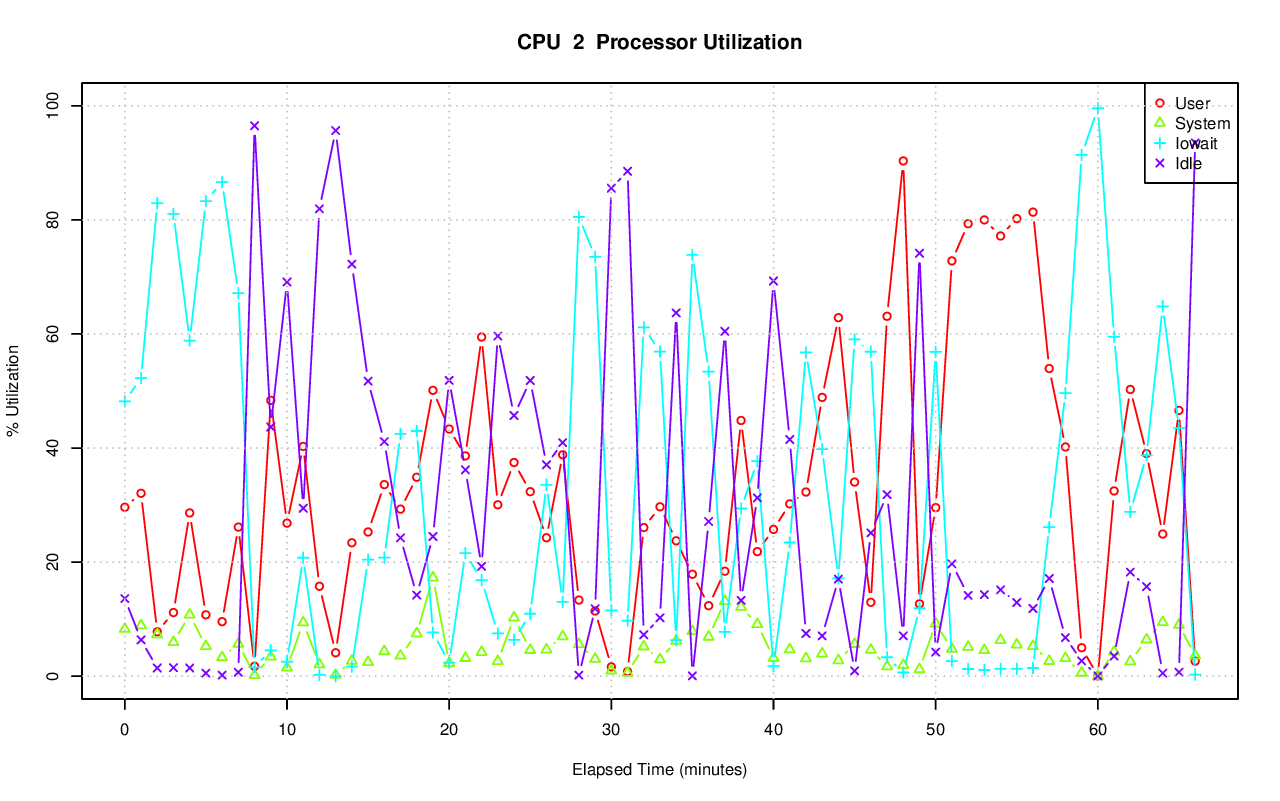 CPU  2  Processor Utilization
% Utilization
100
80
60
40
20
0
User
System
Iowait
Idle
0 10 20 30 40 50 60
Elapsed Time (minutes)